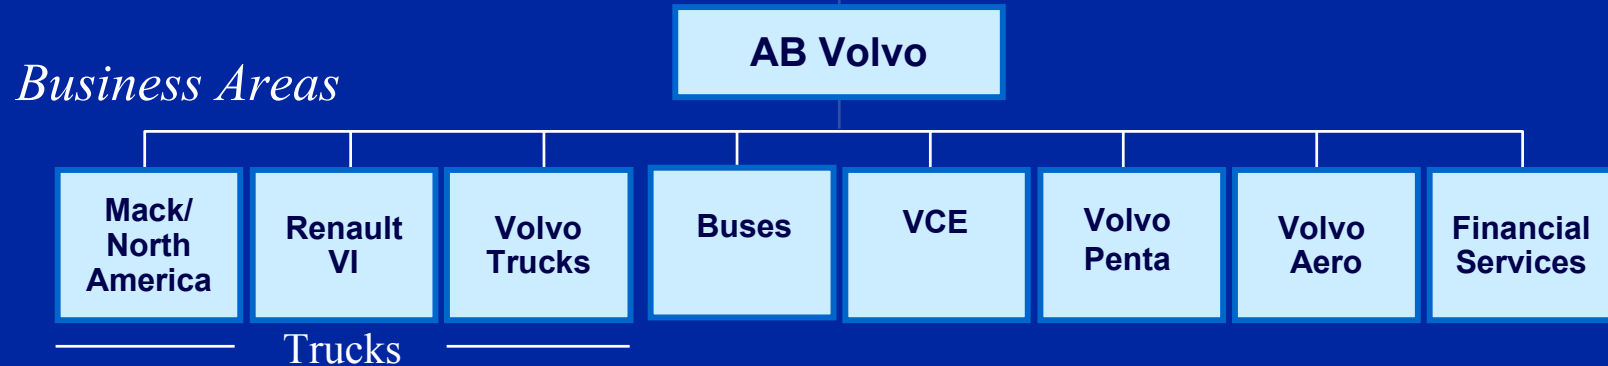 AB Volvo
Business Areas
Mack/
North
America
Renault
VI
Volvo
Trucks
Buses
VCE
Volvo
Penta
Volvo
Aero
Financial
Services
Trucks